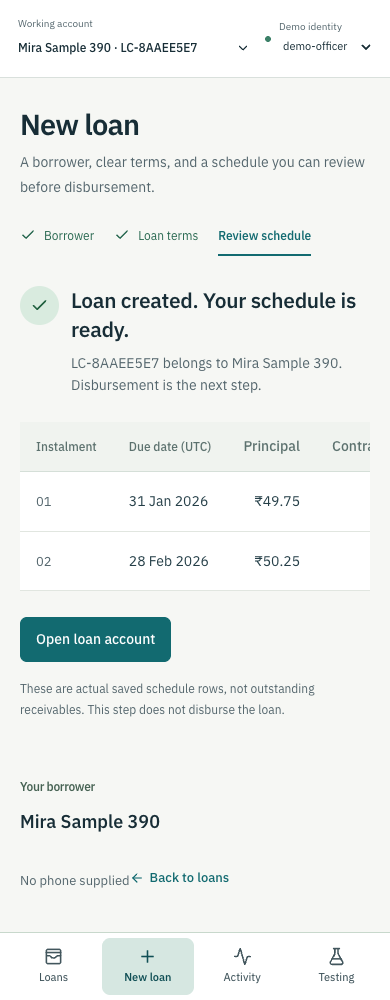 Working account
Demo identity
Mira Sample 390 · LC-8AAEE5E7
demo-officer
New loan
A borrower, clear terms, and a schedule you can review
before disbursement.
Borrower
Loan terms
Review schedule
Loan created. Your schedule is
ready.
LC-8AAEE5E7 belongs to Mira Sample 390.
Disbursement is the next step.
Instalment Due date (UTC) Principal Contra
01 31 Jan 2026 ₹49.75
02 28 Feb 2026 ₹50.25
Open loan account
These are actual saved schedule rows, not outstanding
receivables. This step does not disburse the loan.
Your borrower
Mira Sample 390
No phone supplied ← Back to loans
Loans
New loan
Activity
Testing